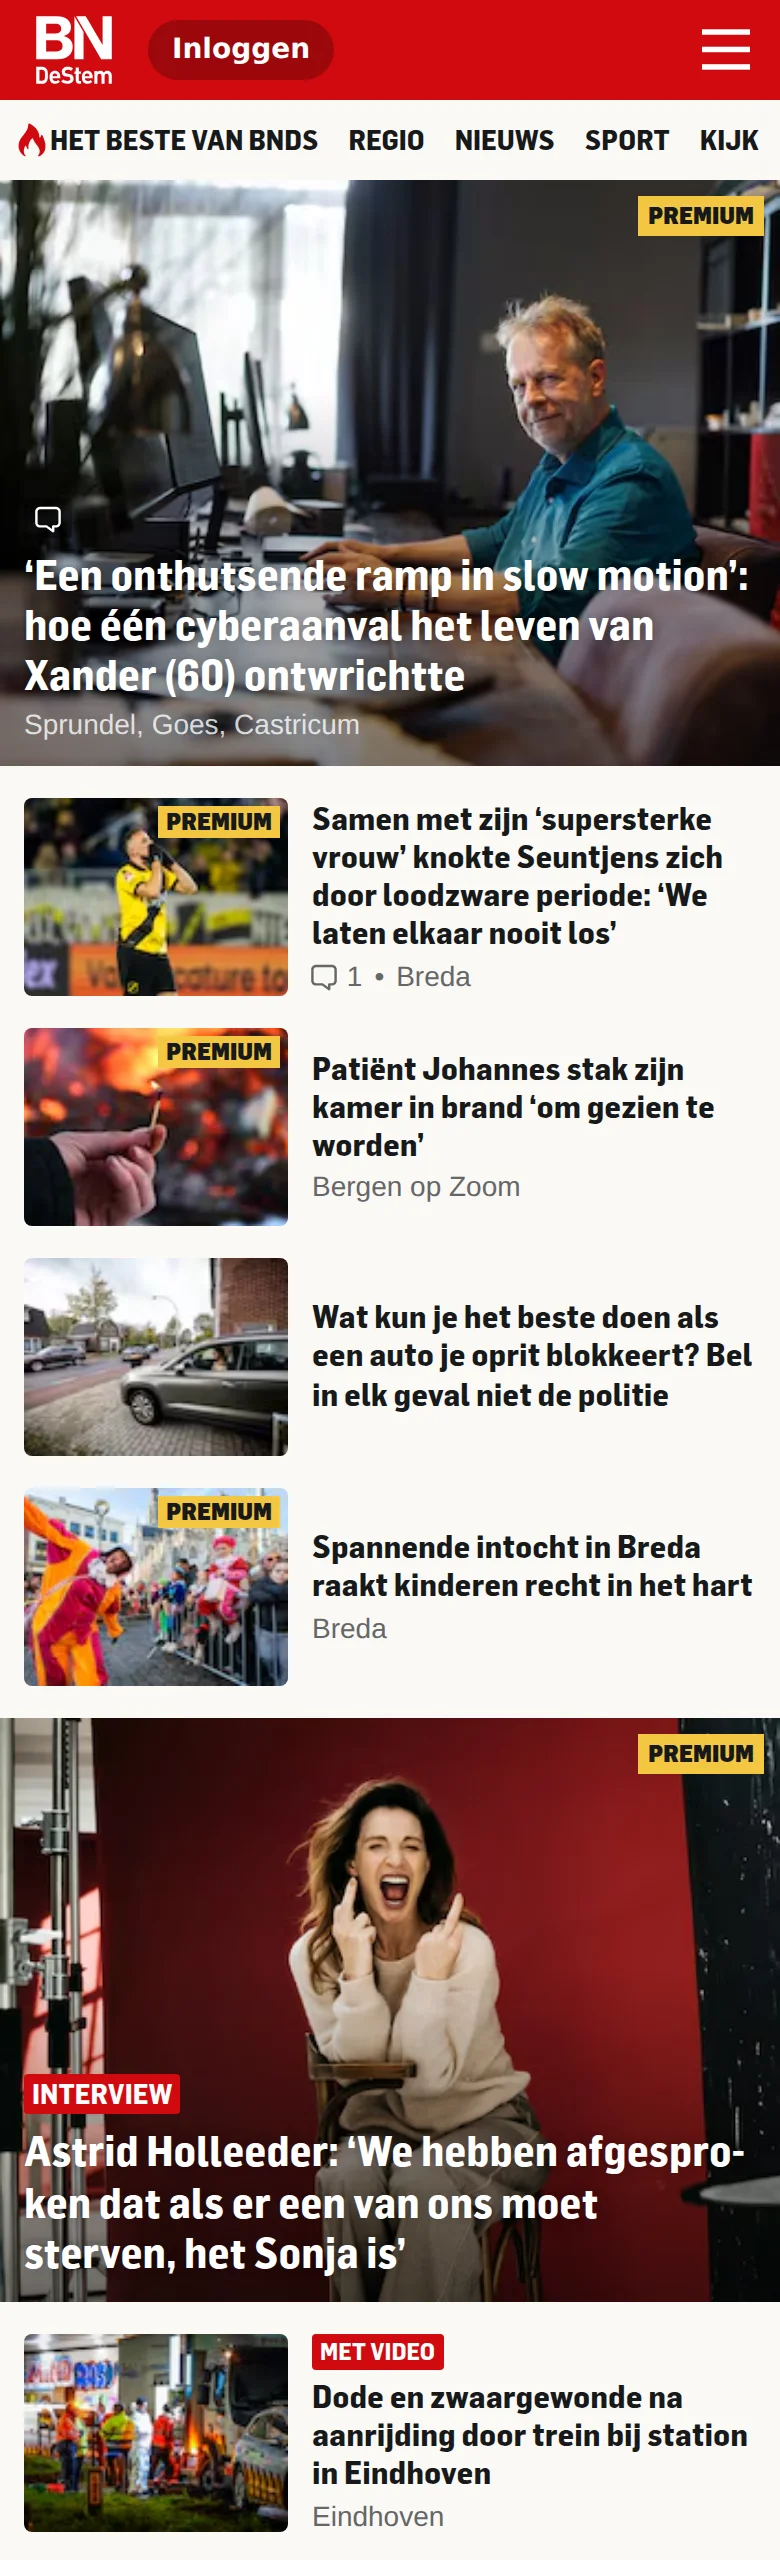 BN
DeStem
Inloggen
HET BESTE VAN BNDS REGIO NIEUWS SPORT KIJK
PREMIUM
‘Een onthutsende ramp in slow motion’:
hoe één cyberaanval het leven van
Xander (60) ontwrichtte
Sprundel, Goes, Castricum
PREMIUM
Samen met zijn ‘supersterke
vrouw’ knokte Seuntjens zich
door loodzware periode: ‘We
laten elkaar nooit los’
1 • Breda
PREMIUM
Patiënt Johannes stak zijn
kamer in brand ‘om gezien te
worden’
Bergen op Zoom
Wat kun je het beste doen als
een auto je oprit blokkeert? Bel
in elk geval niet de politie
PREMIUM
Spannende intocht in Breda
raakt kinderen recht in het hart
Breda
PREMIUM
INTERVIEW
Astrid Holleeder: ‘We hebben afgespro-
ken dat als er een van ons moet
sterven, het Sonja is’
MET VIDEO
Dode en zwaargewonde na
aanrijding door trein bij station
in Eindhoven
Eindhoven